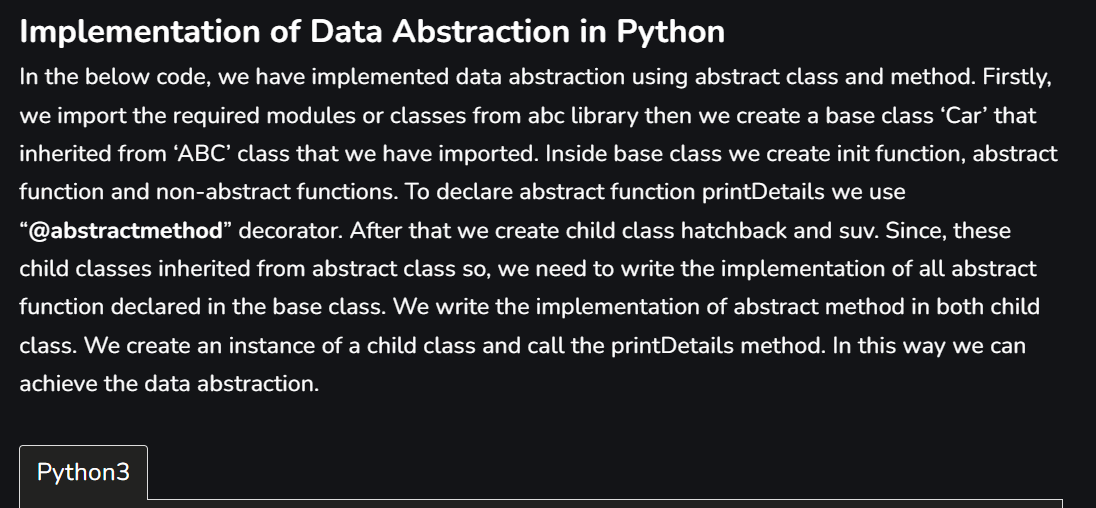 Implementation of Data Abstraction in Python
In the below code, we have implemented data abstraction using abstract class and method. Firstly,
we import the required modules or classes from abc library then we create a base class ‘Car’ that
inherited from ‘ABC’ class that we have imported. Inside base class we create init function, abstract
function and non-abstract functions. To declare abstract function printDetails we use
“@abstractmethod” decorator. After that we create child class hatchback and suv. Since, these
child classes inherited from abstract class so, we need to write the implementation of all abstract
function declared in the base class. We write the implementation of abstract method in both child
class. We create an instance of a child class and call the printDetails method. In this way we can
achieve the data abstraction.
Python3